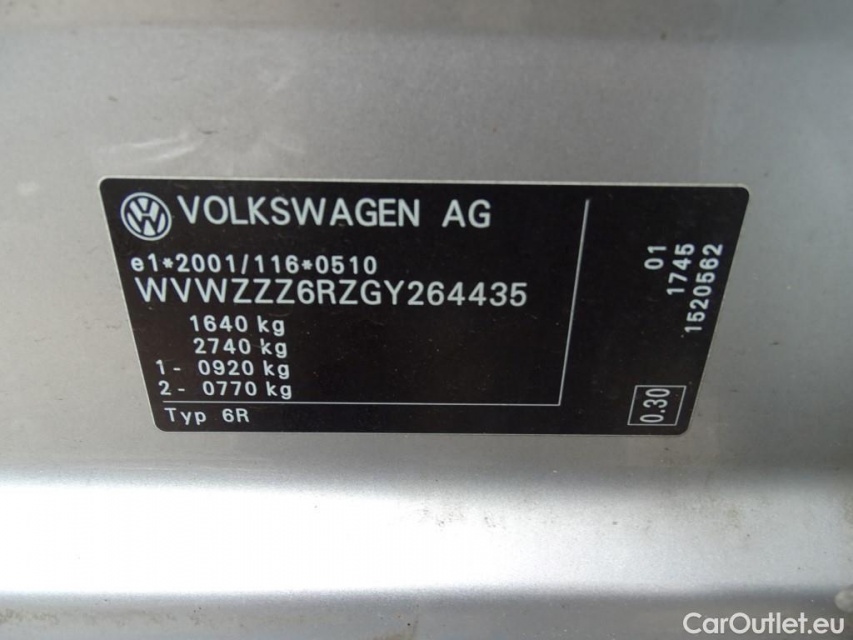 VOLKSWAGEN AG
e1*2001/116*0510
WVWZZZ6RZGY264435
1640 kg
2740 kg
1- 0920 kg
2- 0770 kg
Typ 6R
01
1745
1520562
0.30
CarOutlet.eu